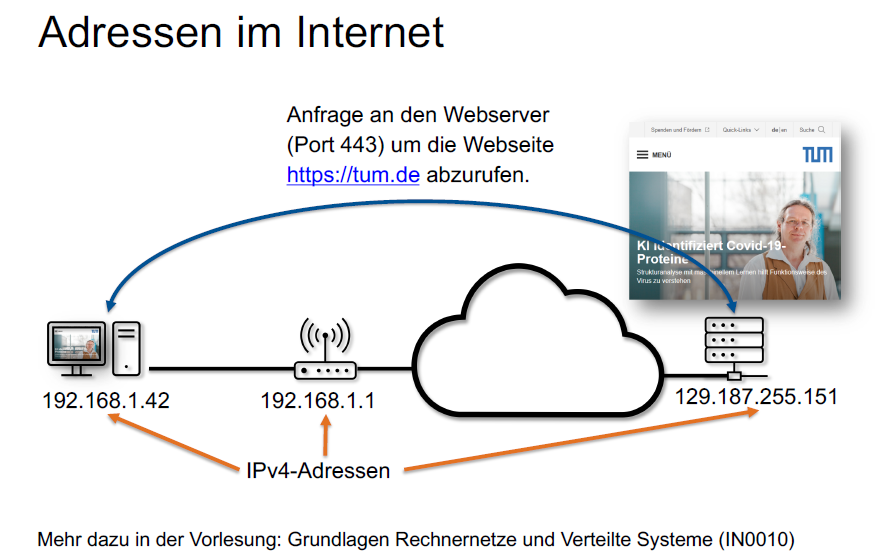 Adressen im Internet
Anfrage an den Webserver
(Port 443) um die Webseite
https://tum.de abzurufen.
Spenden und Fördern
Quick-Links
de|en
Suche
MENÜ
TUM
KI identifiziert Covid-19-
Proteine
Strukturanalyse mit maschinellem Lernen hilft Funktionsweise des
Virus zu verstehen
192.168.1.42
192.168.1.1
129.187.255.151
IPv4-Adressen
Mehr dazu in der Vorlesung: Grundlagen Rechnernetze und Verteilte Systeme (IN0010)